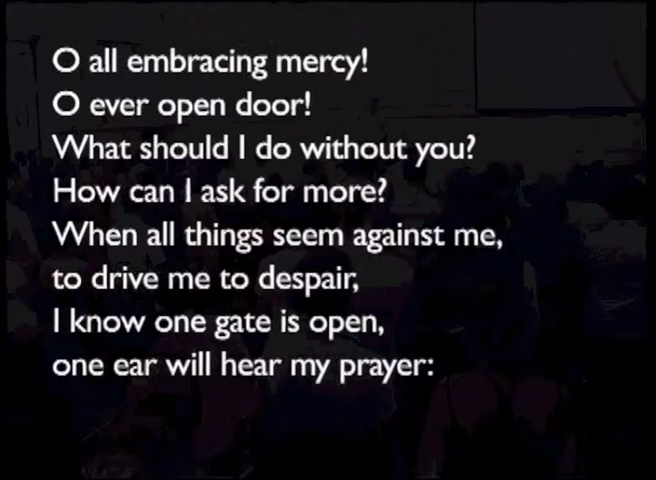 O all embracing mercy!
O ever open door!
What should I do without you?
How can I ask for more?
When all things seem against me,
to drive me to despair,
I know one gate is open,
one ear will hear my prayer: